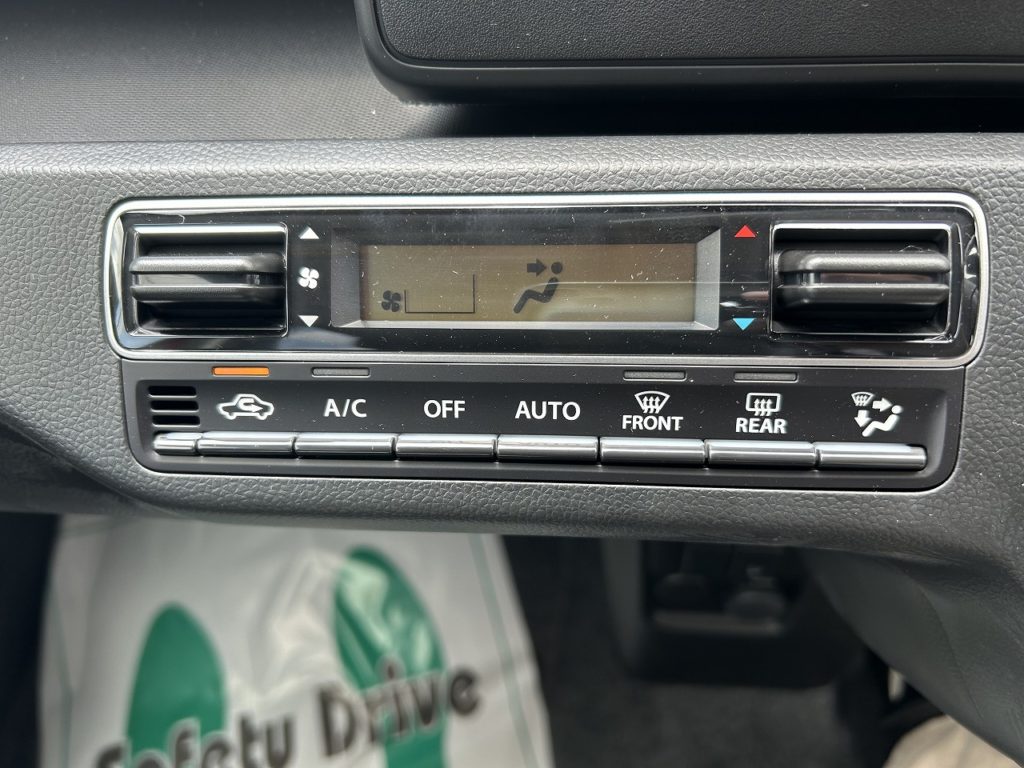 A/C
OFF
AUTO
FRONT
REAR
Safety Drive